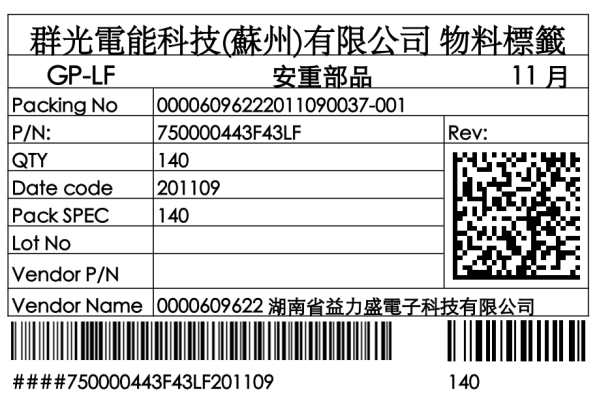 群光電能科技(蘇州)有限公司 物料標籤
GP-LF 安重部品 11 月
Packing No 00006096222011090037-001
P/N: 750000443F43LF Rev:
QTY 140
Date code 201109
Pack SPEC 140
Lot No
Vendor P/N
Vendor Name 0000609622 湖南省益力盛電子科技有限公司
####750000443F43LF201109 140